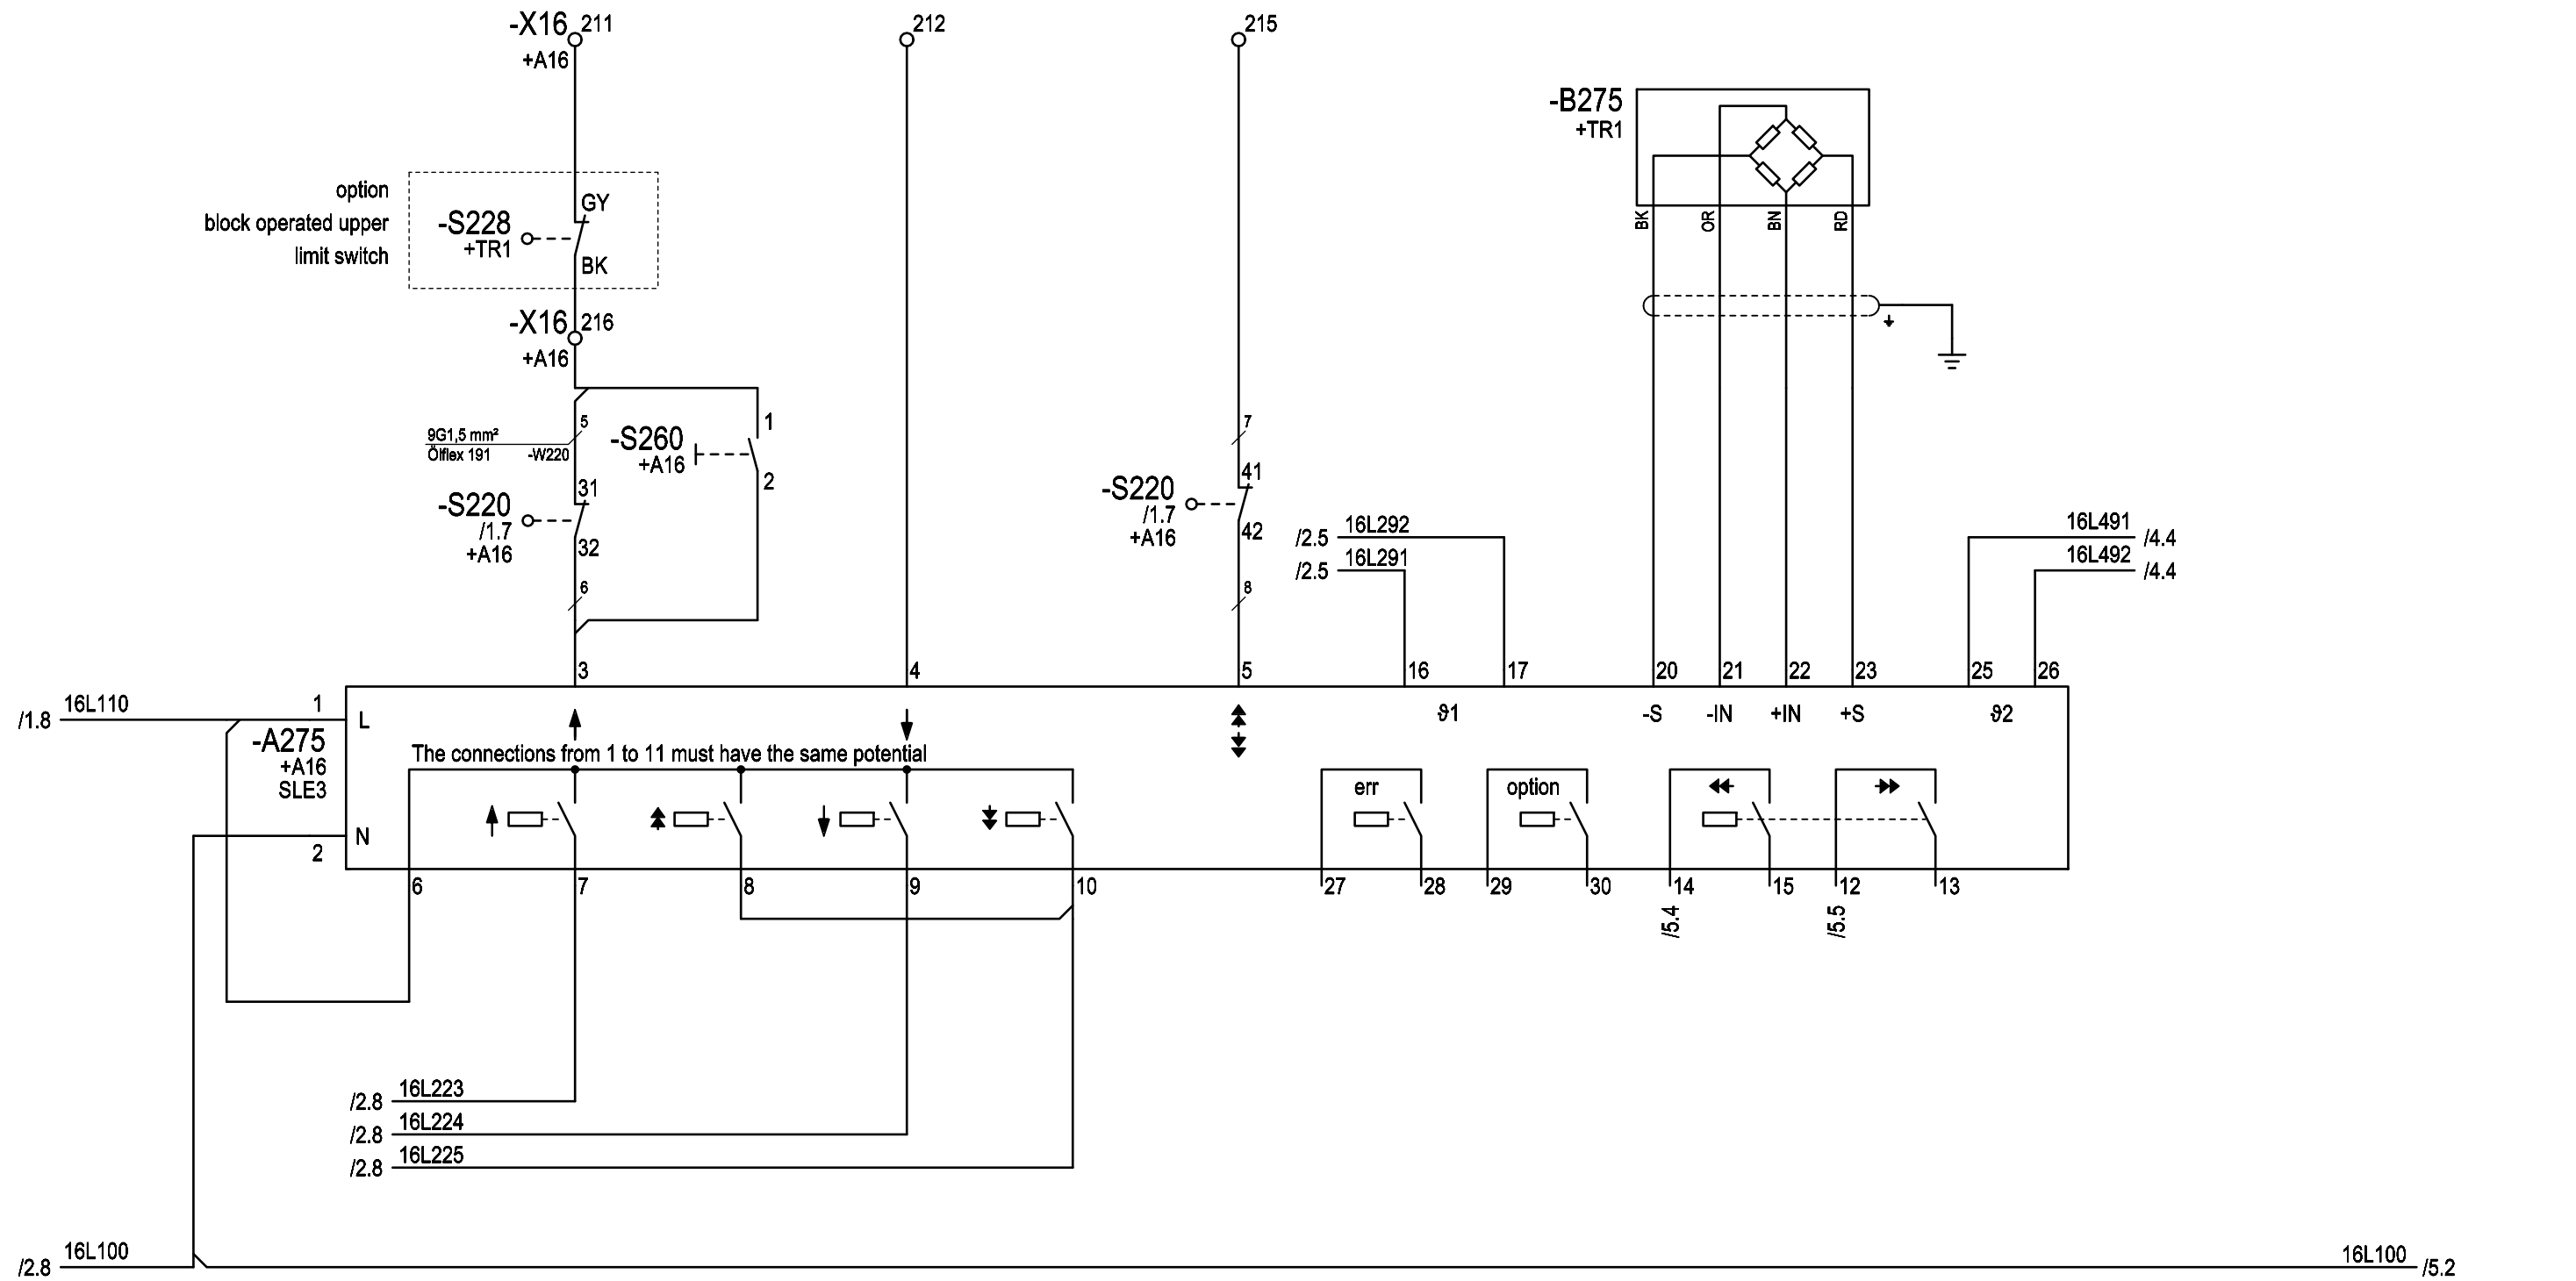 -X16 211
+A16
212
215
-B275
+TR1
BK OR BN RD
option
block operated upper
limit switch
-S228
+TR1
GY
BK
-X16 216
+A16
5
9G1,5 mm²
Ölflex 191 -W220
-S260
+A16
1
2
31
-S220
/1.7
+A16
32
6
7
41
-S220
/1.7
+A16
42
8
/2.5 16L292
/2.5 16L291
16L491 /4.4
16L492 /4.4
3 4 5 16 17 20 21 22 23 25 26
/1.8 16L110 1 L
-A275
+A16
SLE3
N
2
ϑ1 -S -IN +IN +S ϑ2
The connections from 1 to 11 must have the same potential
err option
6 7 8 9 10 27 28 29 30 14 15 12 13
/5.4 /5.5
/2.8 16L223
/2.8 16L224
/2.8 16L225
/2.8 16L100 16L100 /5.2